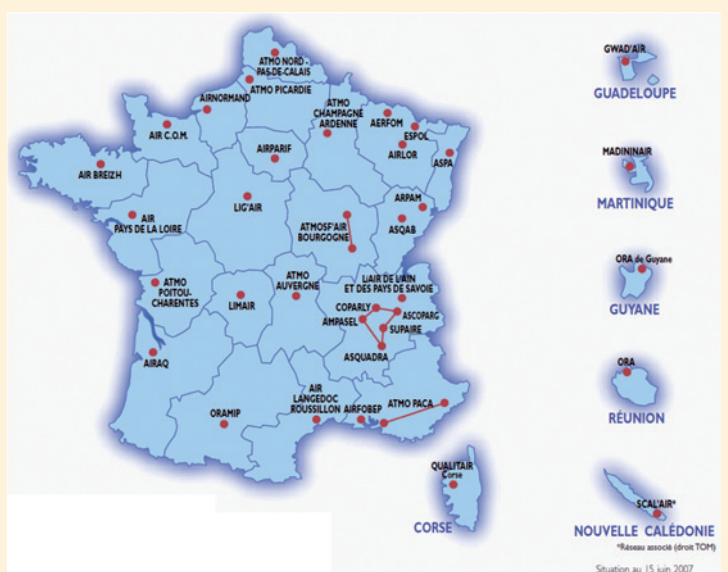 ATMO NORD -
PAS-DE-CALAIS
ATMO PICARDIE
AIRNORMAND
AIR C.O.M.
ATMO
CHAMPAGNE
ARDENNE
AERFOM
ESPOL
AIRLOR
ASPA
AIRPARIF
AIR BREIZH
LIG'AIR
AIR
PAYS DE LA LOIRE
ATMOSF'AIR
BOURGOGNE
ARPAM
ASQAB
ATMO
POITOU-
CHARENTES
LIMAIR
ATMO
AUVERGNE
L'AIR DE L'AIN
ET DES PAYS DE SAVOIE
COPARLY
ASCOPARG
AMPASEL
SUPAIRE
ASQUADRA
AIRAQ
ORAMIP
AIR
LANGEDOC
ROUSSILLON
AIRFOBEP
ATMO PACA
QUALITAIR
Corse
CORSE
GWAD'AIR
GUADELOUPE
MADININAIR
MARTINIQUE
ORA de Guyane
GUYANE
ORA
RÉUNION
SCAL'AIR*
NOUVELLE CALÉDONIE
*Réseau associé (droit TOM)
Situation au 15 juin 2007